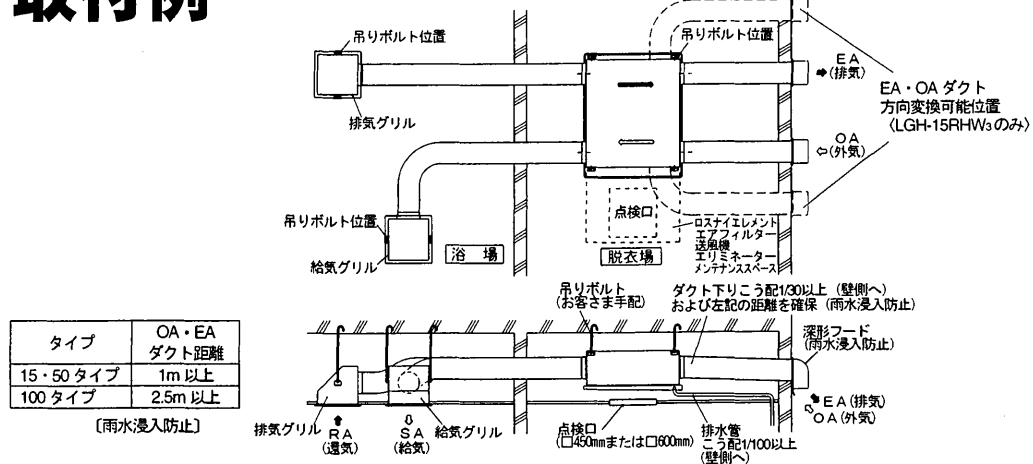 取付例
吊りボルト位置
排気グリル
吊りボルト位置
給気グリル
浴場
吊りボルト位置
EA
(排気)
OA
(外気)
EA・OAダクト
方向変換可能位置
〈LGH-15RHW₃のみ〉
点検口
脱衣場
ロスナイエレメント
エアフィルター
送風機
エリミネーター
メンテナンススペース
タイプ
OA・EA
ダクト距離
15・50タイプ
1m以上
100タイプ
2.5m以上
〔雨水浸入防止〕
吊りボルト
(お客さま手配)
ダクト下りこう配1/30以上(壁側へ)
および左記の距離を確保(雨水浸入防止)
深形フード
(雨水浸入防止)
EA(排気)
OA(外気)
排気グリル
RA
(還気)
SA
(給気)
給気グリル
点検口
(□450mmまたは□600mm)
排水管
こう配1/100以上
(壁側へ)